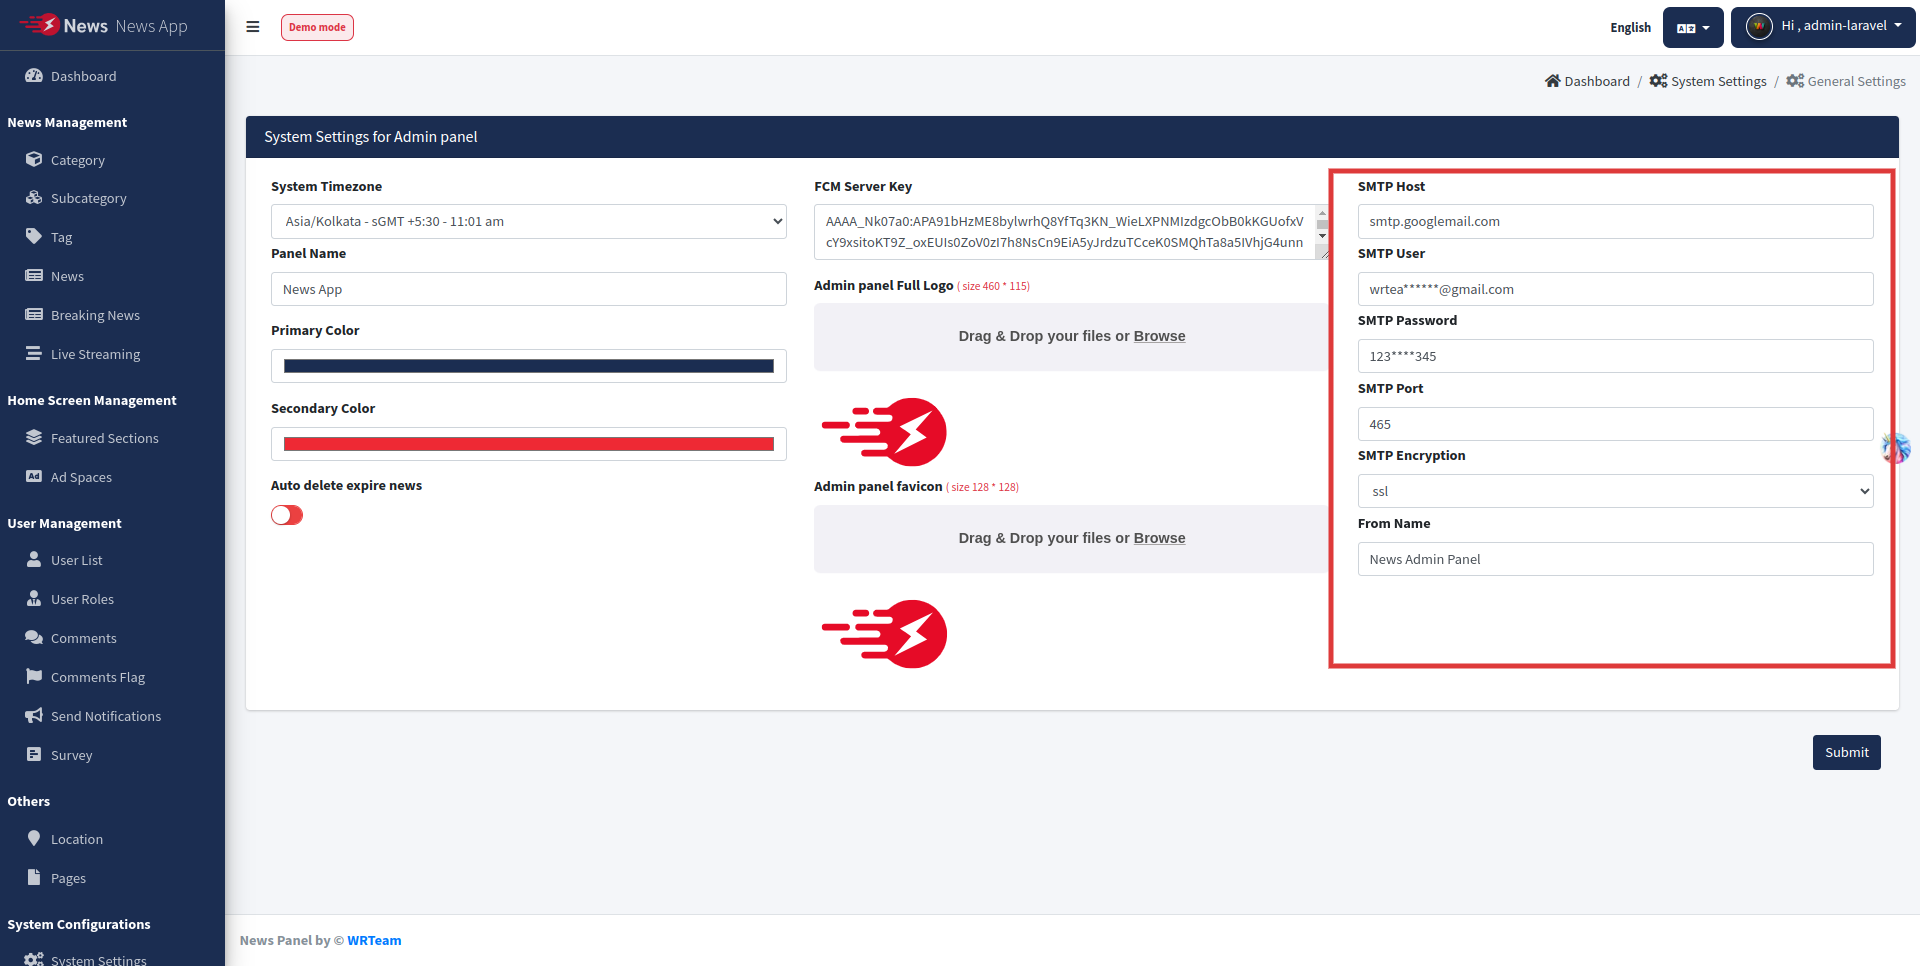 News News App
Dashboard
News Management
Category
Subcategory
Tag
News
Breaking News
Live Streaming
Home Screen Management
Featured Sections
Ad Spaces
User Management
User List
User Roles
Comments
Comments Flag
Send Notifications
Survey
Others
Location
Pages
System Configurations
System Settings
Demo mode
English
Hi , admin-laravel
Dashboard / System Settings / General Settings
System Settings for Admin panel
System Timezone
Asia/Kolkata - sGMT +5:30 - 11:01 am
Panel Name
News App
Primary Color
Secondary Color
Auto delete expire news
FCM Server Key
AAAA_Nk07a0:APA91bHzME8bylwrhQ8YfTq3KN_WieLXPNMIzdgcObB0kKGUofxV
cY9xsitoKT9Z_oxEUIs0ZoV0zI7h8NsCn9EiA5yJrdzuTCceK0SMQhTa8a5IVhjG4unn
Admin panel Full Logo ( size 460 * 115)
Drag & Drop your files or Browse
Admin panel favicon ( size 128 * 128)
Drag & Drop your files or Browse
SMTP Host
smtp.googlemail.com
SMTP User
wrtea******@gmail.com
SMTP Password
123****345
SMTP Port
465
SMTP Encryption
ssl
From Name
News Admin Panel
Submit
News Panel by © WRTeam